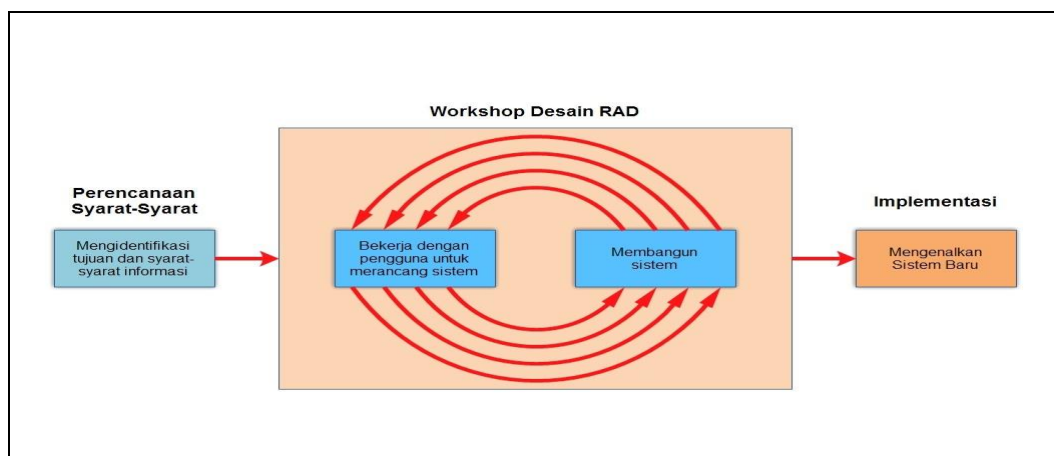 Workshop Desain RAD
Perencanaan
Syarat-Syarat
Mengidentifikasi
tujuan dan syarat-
syarat informasi
Bekerja dengan
pengguna untuk
merancang sistem
Membangun
sistem
Implementasi
Mengenalkan
Sistem Baru